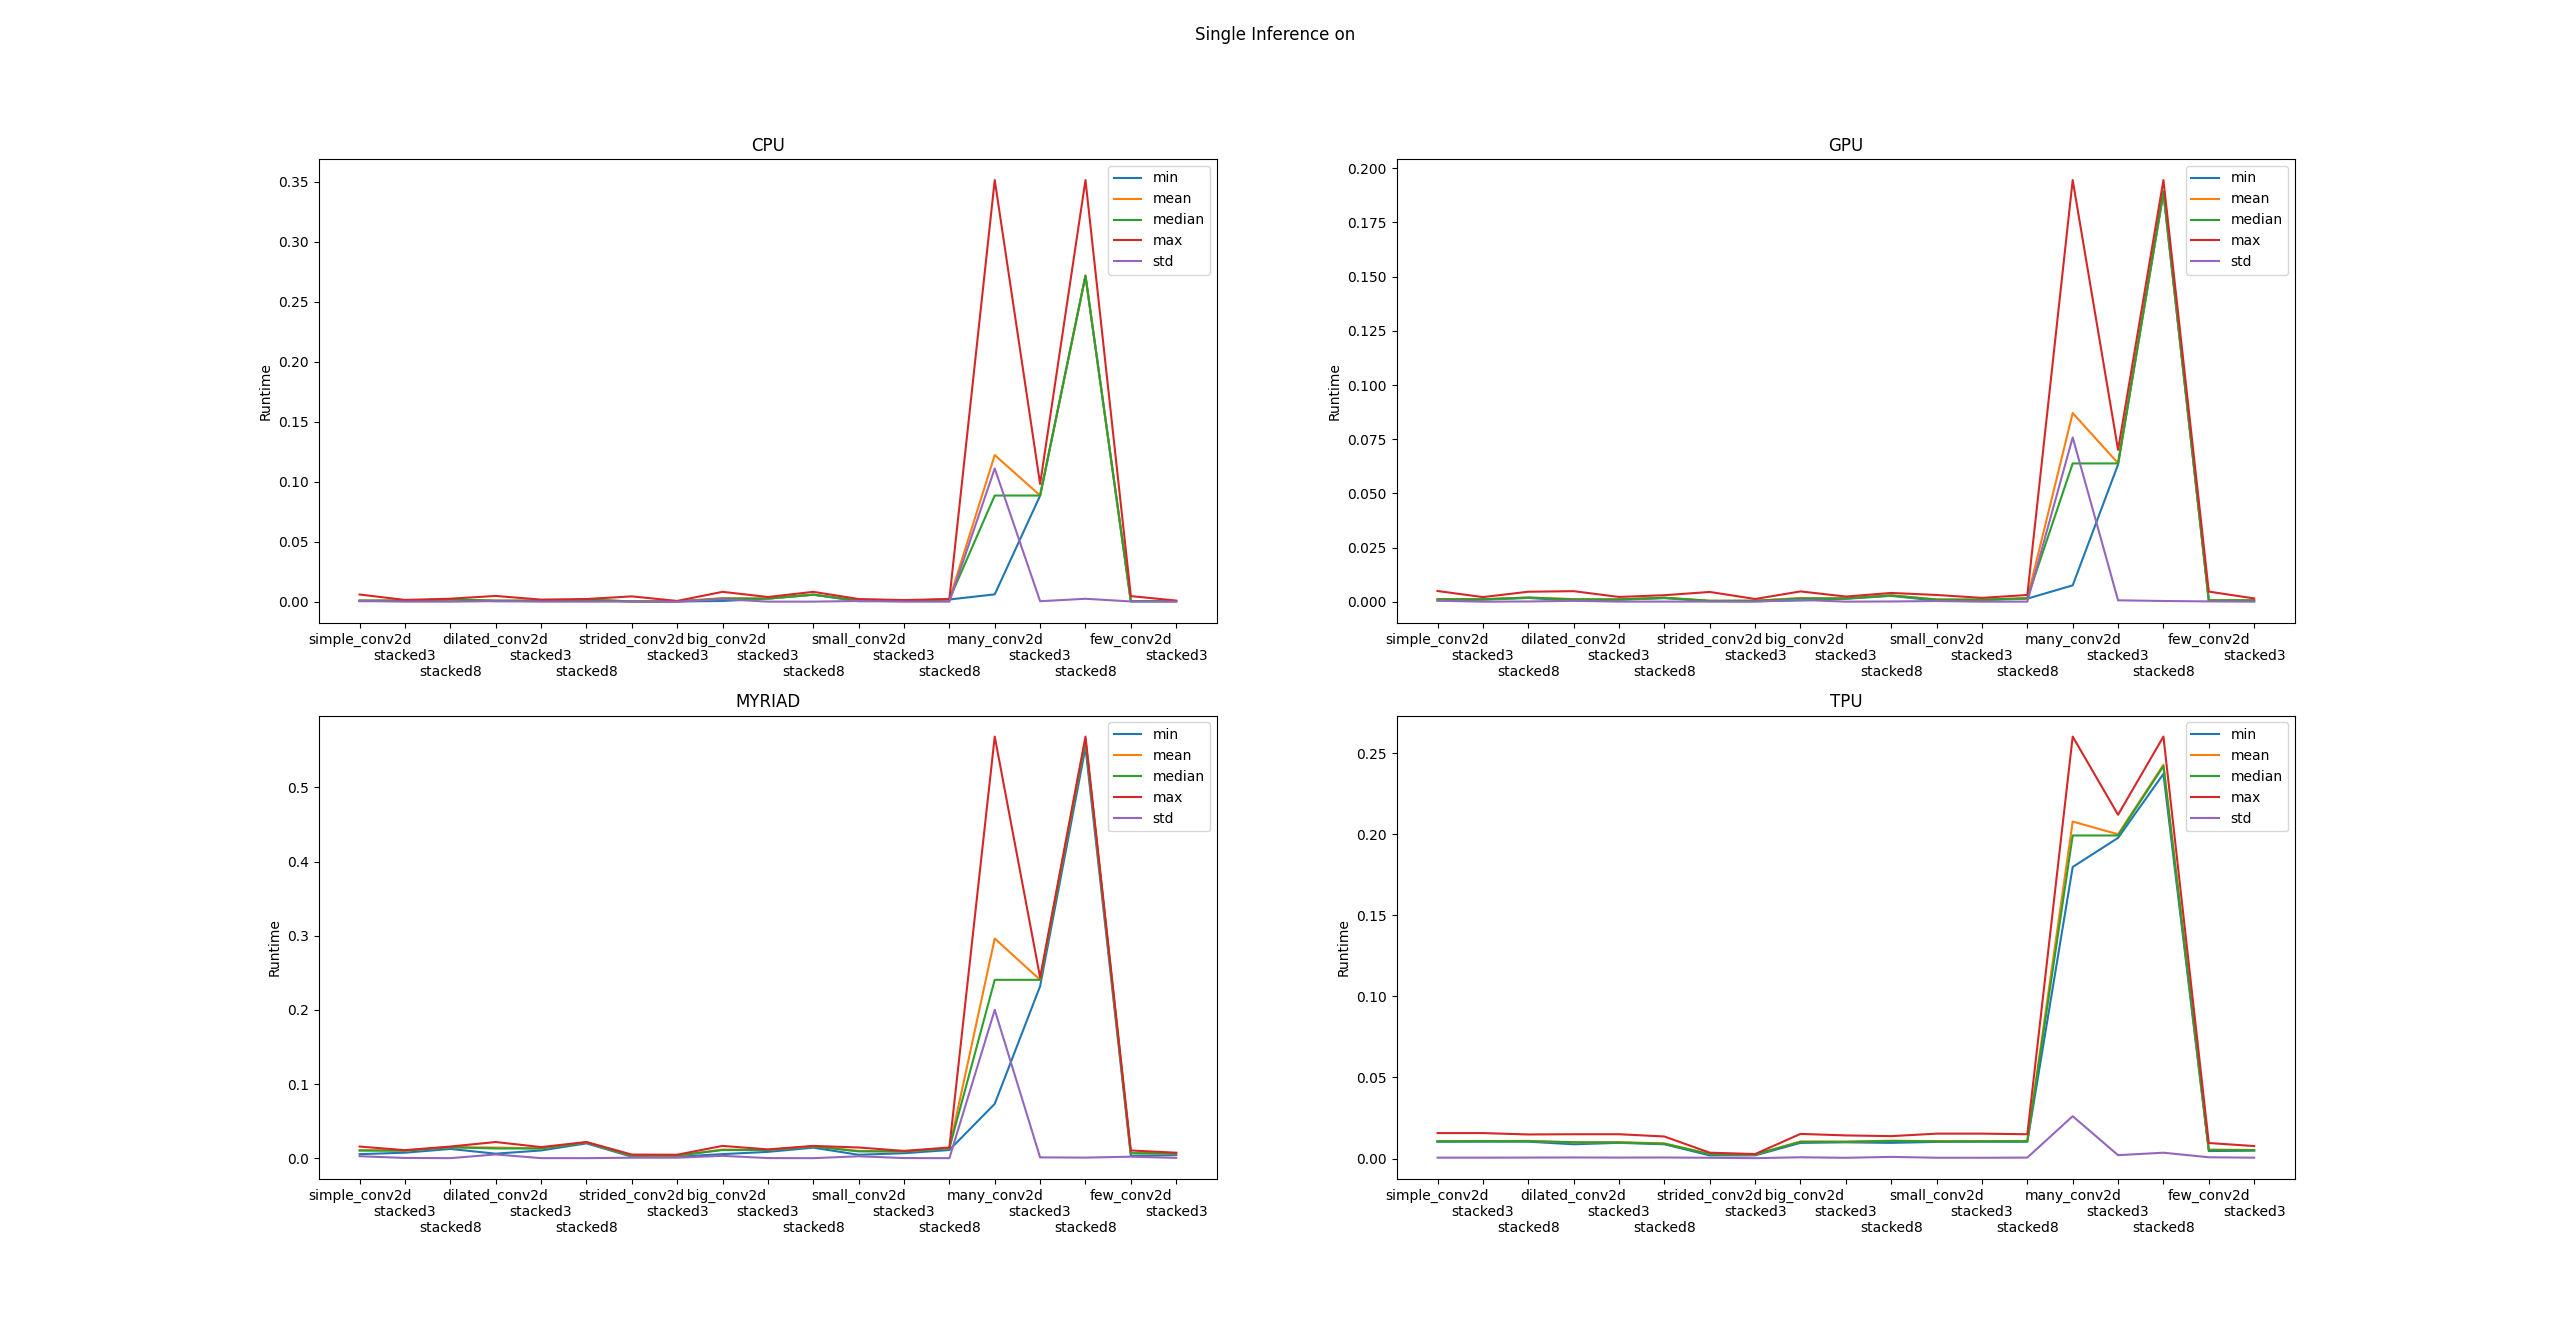 Single Inference on
CPU
Runtime
0.35
0.30
0.25
0.20
0.15
0.10
0.05
0.00
min
mean
median
max
std
simple_conv2d dilated_conv2d strided_conv2d big_conv2d small_conv2d many_conv2d few_conv2d
stacked3 stacked3 stacked3 stacked3 stacked3 stacked3 stacked3
stacked8 stacked8 stacked8 stacked8 stacked8
GPU
Runtime
0.200
0.175
0.150
0.125
0.100
0.075
0.050
0.025
0.000
min
mean
median
max
std
simple_conv2d dilated_conv2d strided_conv2d big_conv2d small_conv2d many_conv2d few_conv2d
stacked3 stacked3 stacked3 stacked3 stacked3 stacked3 stacked3
stacked8 stacked8 stacked8 stacked8 stacked8
MYRIAD
Runtime
0.5
0.4
0.3
0.2
0.1
0.0
min
mean
median
max
std
simple_conv2d dilated_conv2d strided_conv2d big_conv2d small_conv2d many_conv2d few_conv2d
stacked3 stacked3 stacked3 stacked3 stacked3 stacked3 stacked3
stacked8 stacked8 stacked8 stacked8 stacked8
TPU
Runtime
0.25
0.20
0.15
0.10
0.05
0.00
min
mean
median
max
std
simple_conv2d dilated_conv2d strided_conv2d big_conv2d small_conv2d many_conv2d few_conv2d
stacked3 stacked3 stacked3 stacked3 stacked3 stacked3 stacked3
stacked8 stacked8 stacked8 stacked8 stacked8